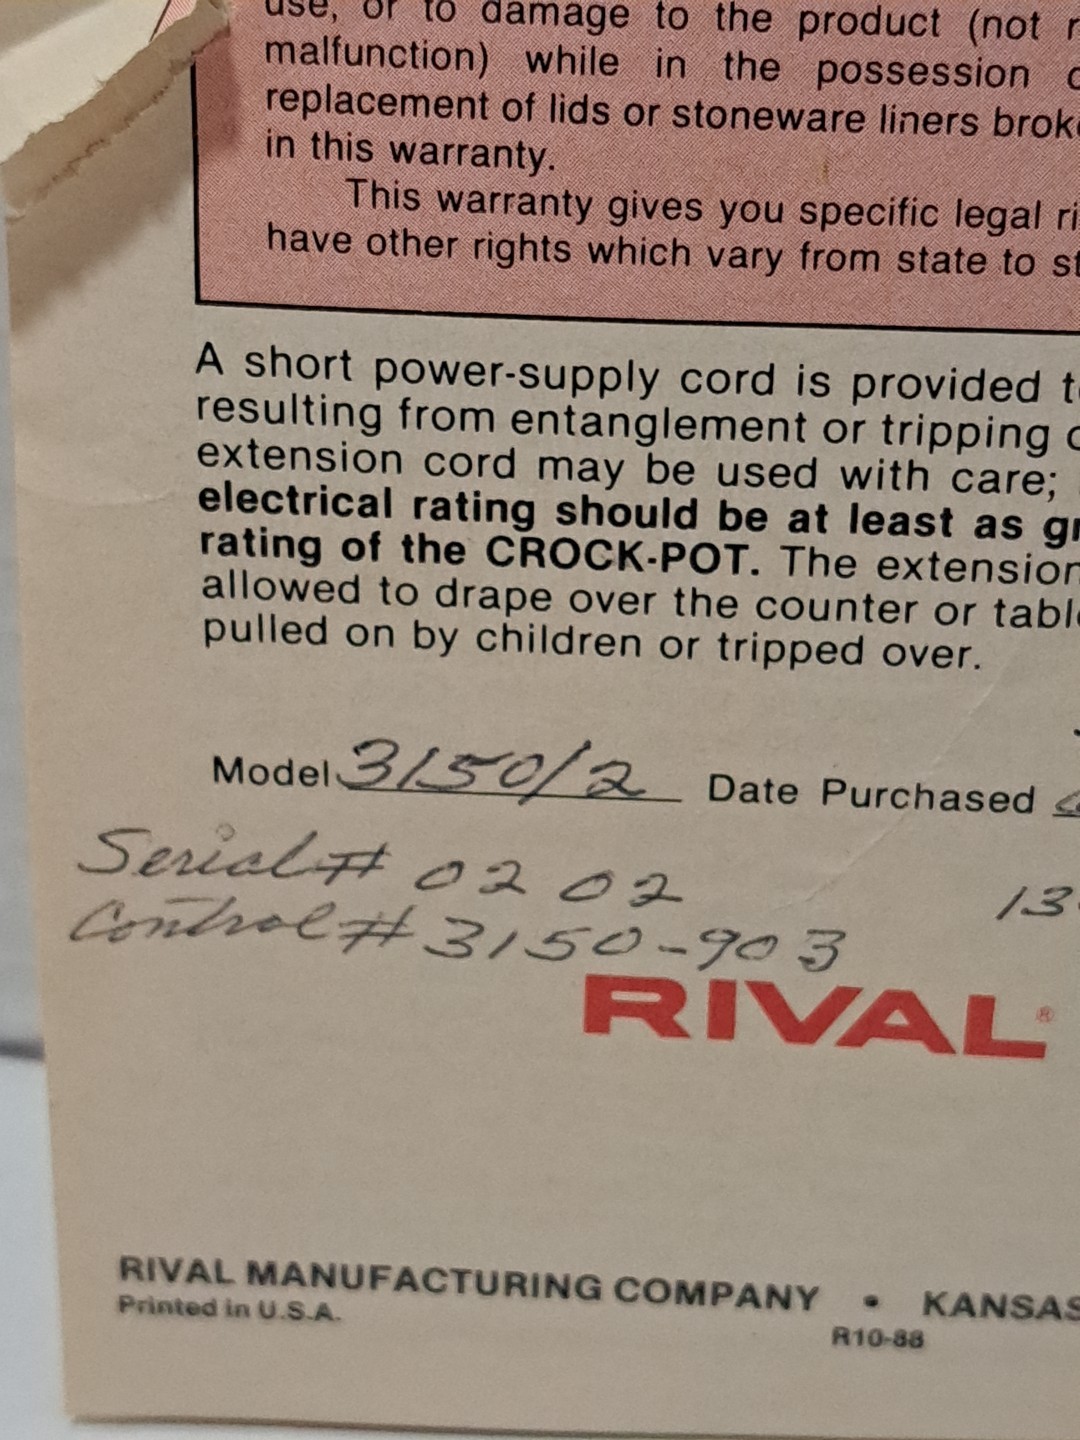 use, or to damage to the product (not
malfunction) while in the possession
replacement of lids or stoneware liners
in this warranty.
This warranty gives you specific legal
have other rights which vary from state to
A short power-supply cord is provided
resulting from entanglement or tripping
extension cord may be used with care;
electrical rating should be at least as
rating of the CROCK-POT. The extension
allowed to drape over the counter or
pulled on by children or tripped over.
Model 3150/2 Date Purchased
Serial # 02 02 13
Control # 3150-903
RIVAL®
RIVAL MANUFACTURING COMPANY • KANSAS
Printed in U.S.A.
R10-88